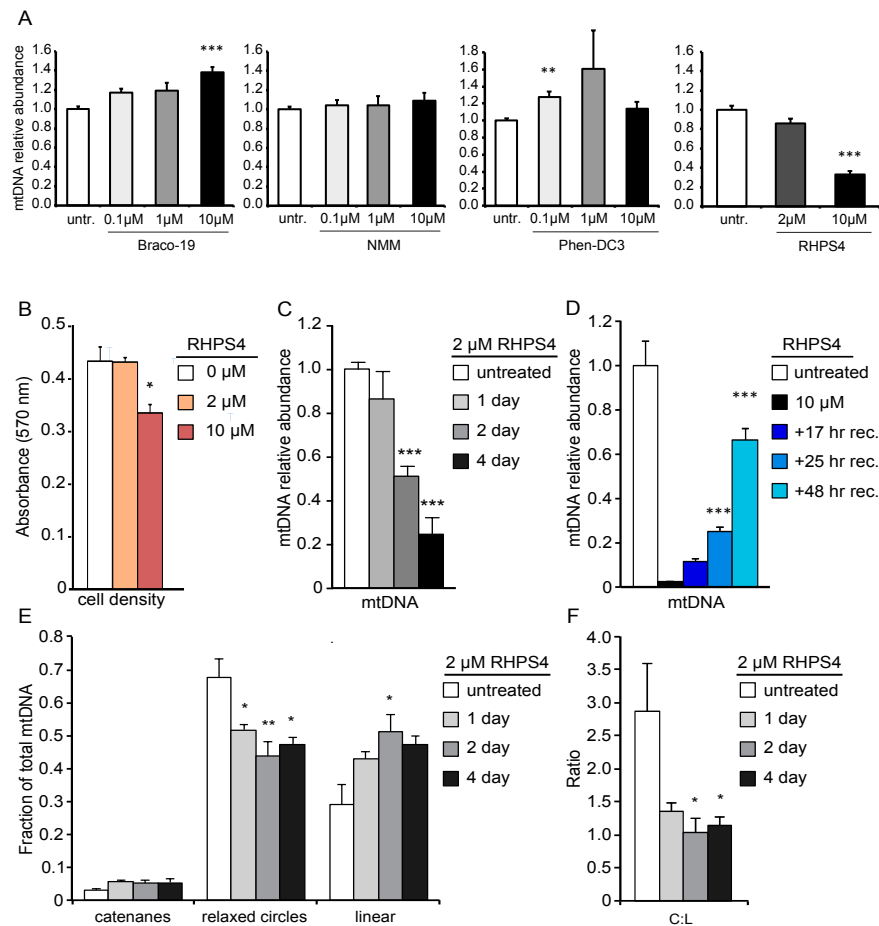 A
mtDNA relative abundance
1.6
1.4
1.2
1.0
0.8
0.6
0.4
0.2
0.0
***
untr.
0.1µM
1µM
10µM
Braco-19
1.6
1.4
1.2
1.0
0.8
0.6
0.4
0.2
0.0
untr.
0.1µM
1µM
10µM
NMM
1.6
1.4
1.2
1.0
0.8
0.6
0.4
0.2
0.0
**
untr.
0.1µM
1µM
10µM
Phen-DC3
1.6
1.4
1.2
1.0
0.8
0.6
0.4
0.2
0.0
***
untr.
2µM
10µM
RHPS4
B
Absorbance (570 nm)
0.5
0.4
0.3
0.2
0.1
0
*
cell density
RHPS4
0 µM
2 µM
10 µM
C
mtDNA relative abundance
1.2
1.0
0.8
0.6
0.4
0.2
0
***
***
mtDNA
2 µM RHPS4
untreated
1 day
2 day
4 day
D
mtDNA relative abundance
1.2
1.0
0.8
0.6
0.4
0.2
0
***
***
mtDNA
RHPS4
untreated
10 µM
+17 hr rec.
+25 hr rec.
+48 hr rec.
E
Fraction of total mtDNA
0.8
0.7
0.6
0.5
0.4
0.3
0.2
0.1
0
*
**
*
*
catenanes
relaxed circles
linear
2 µM RHPS4
untreated
1 day
2 day
4 day
F
Ratio
4.0
3.5
3.0
2.5
2.0
1.5
1.0
0.5
0.0
*
*
C:L
2 µM RHPS4
untreated
1 day
2 day
4 day